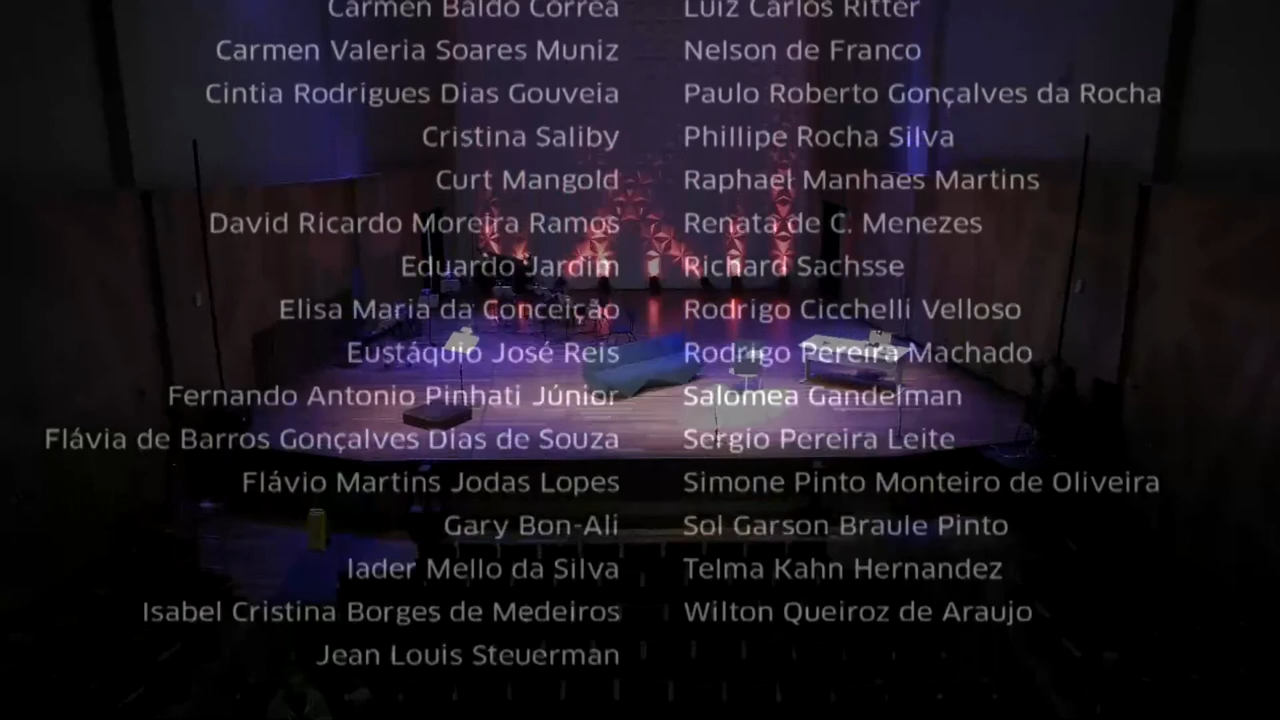 Carmen Baldo Corrêa
Carmen Valeria Soares Muniz
Cintia Rodrigues Dias Gouveia
Cristina Saliby
Curt Mangold
David Ricardo Moreira Ramos
Eduardo Jardim
Elisa Maria da Conceição
Eustáquio José Reis
Fernando Antonio Pinhati Júnior
Flávia de Barros Gonçalves Dias de Souza
Flávio Martins Jodas Lopes
Gary Bon-Ali
Iader Mello da Silva
Isabel Cristina Borges de Medeiros
Jean Louis Steuerman
Luiz Carlos Ritter
Nelson de Franco
Paulo Roberto Gonçalves da Rocha
Phillipe Rocha Silva
Raphael Manhaes Martins
Renata de C. Menezes
Richard Sachsse
Rodrigo Cicchelli Velloso
Rodrigo Pereira Machado
Salomea Gandelman
Sergio Pereira Leite
Simone Pinto Monteiro de Oliveira
Sol Garson Braule Pinto
Telma Kahn Hernandez
Wilton Queiroz de Araujo